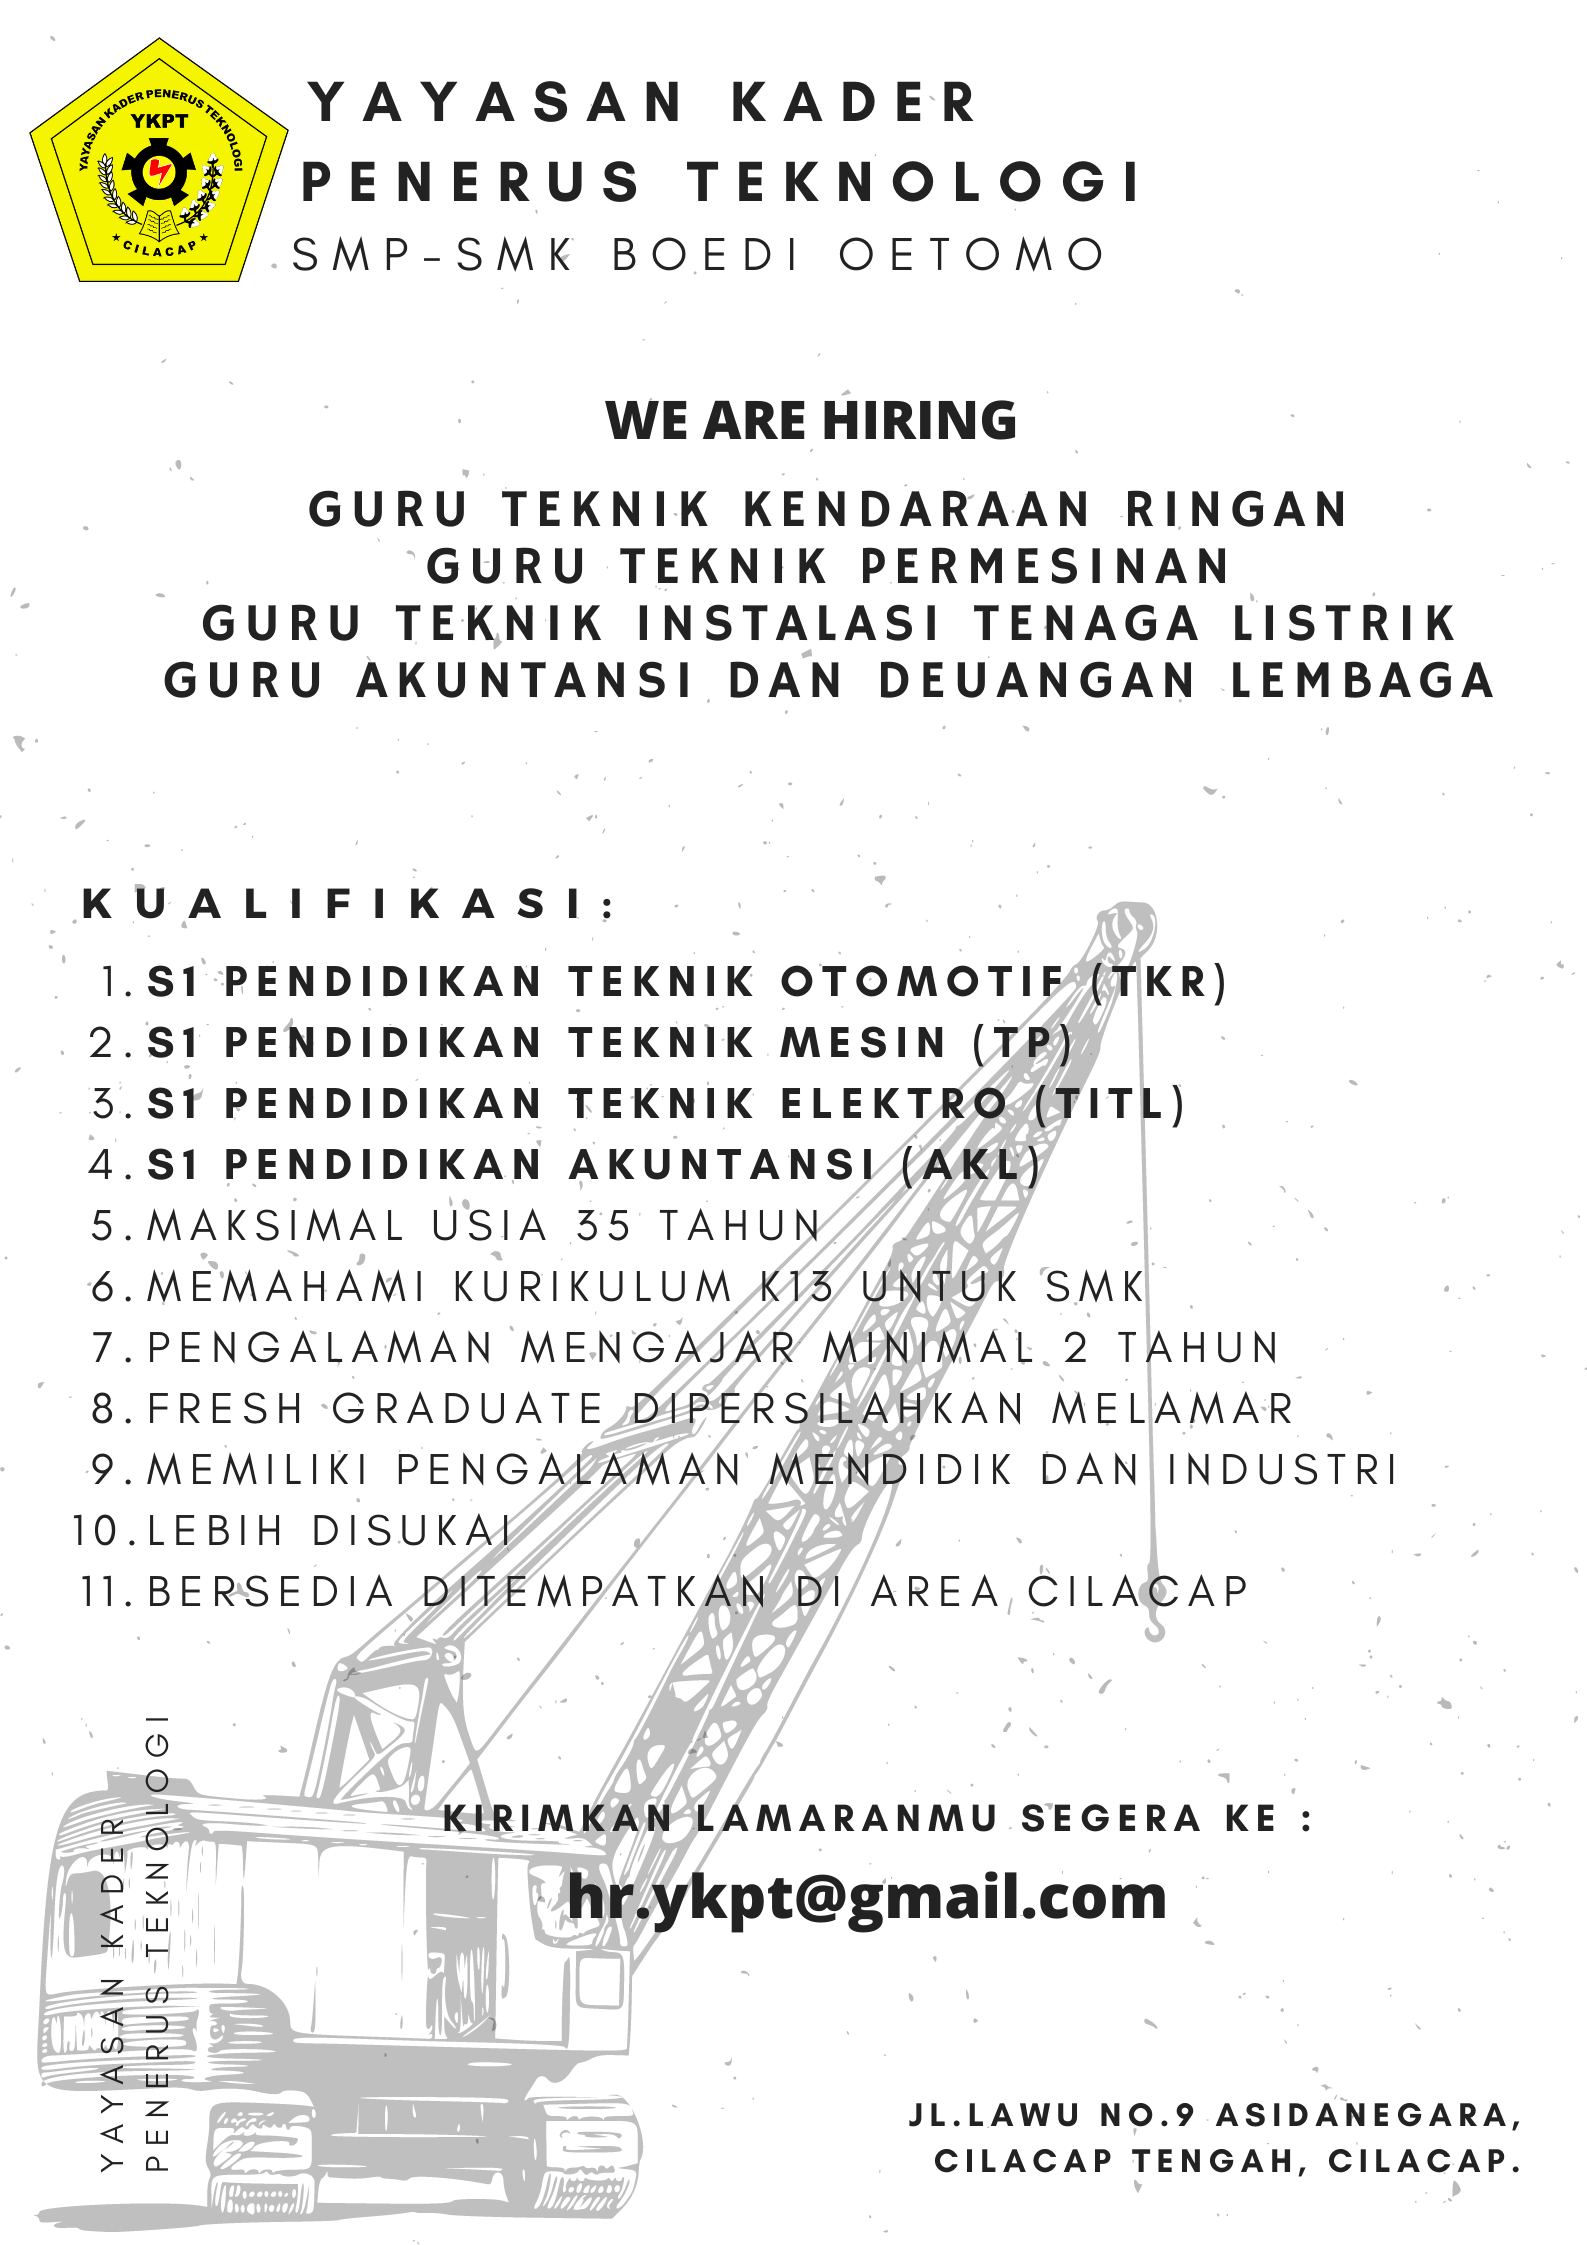 YAYASAN KADER PENERUS TEKNOLOGI
YKPT
CILACAP
YAYASAN KADER
PENERUS TEKNOLOGI
SMP-SMK BOEDI OETOMO
WE ARE HIRING
GURU TEKNIK KENDARAAN RINGAN
GURU TEKNIK PERMESINAN
GURU TEKNIK INSTALASI TENAGA LISTRIK
GURU AKUNTANSI DAN DEUANGAN LEMBAGA
KUALIFIKASI:
1. S1 PENDIDIKAN TEKNIK OTOMOTIF (TKR)
2. S1 PENDIDIKAN TEKNIK MESIN (TP)
3. S1 PENDIDIKAN TEKNIK ELEKTRO (TITL)
4. S1 PENDIDIKAN AKUNTANSI (AKL)
5. MAKSIMAL USIA 35 TAHUN
6. MEMAHAMI KURIKULUM K13 UNTUK SMK
7. PENGALAMAN MENGAJAR MINIMAL 2 TAHUN
8. FRESH GRADUATE DIPERSILAHKAN MELAMAR
9. MEMILIKI PENGALAMAN MENDIDIK DAN INDUSTRI
10. LEBIH DISUKAI
11. BERSEDIA DITEMPATKAN DI AREA CILACAP
YAYASAN KADER
PENERUS TEKNOLOGI
KIRIMKAN LAMARANMU SEGERA KE :
hr.ykpt@gmail.com
JL.LAWU NO.9 ASIDANEGARA,
CILACAP TENGAH, CILACAP.